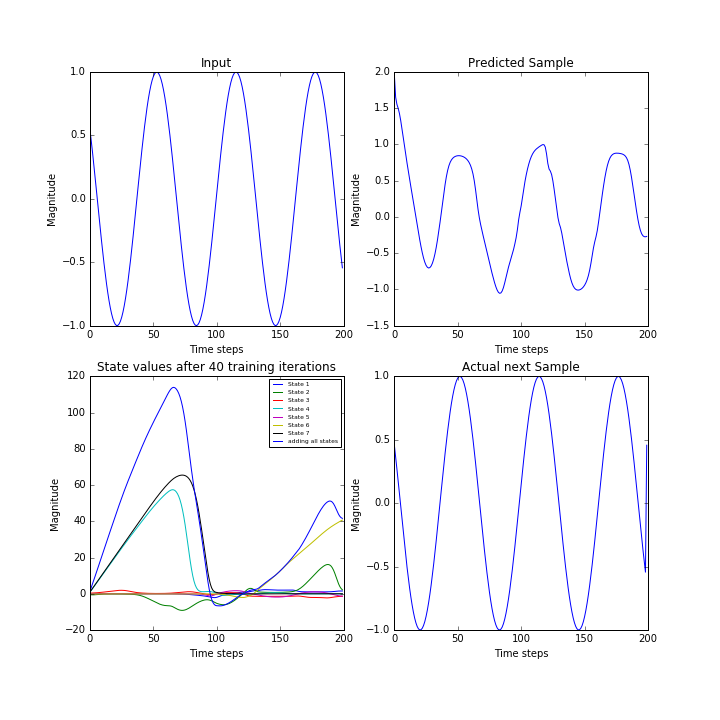 Input
1.0
0.5
0.0
−0.5
−1.0
0 50 100 150 200
Magnitude
Time steps
Predicted Sample
2.0
1.5
1.0
0.5
0.0
−0.5
−1.0
−1.5
0 50 100 150 200
Magnitude
Time steps
State values after 40 training iterations
120
100
80
60
40
20
0
−20
0 50 100 150 200
Magnitude
Time steps
State 1
State 2
State 3
State 4
State 5
State 6
State 7
adding all states
Actual next Sample
1.0
0.5
0.0
−0.5
−1.0
0 50 100 150 200
Magnitude
Time steps